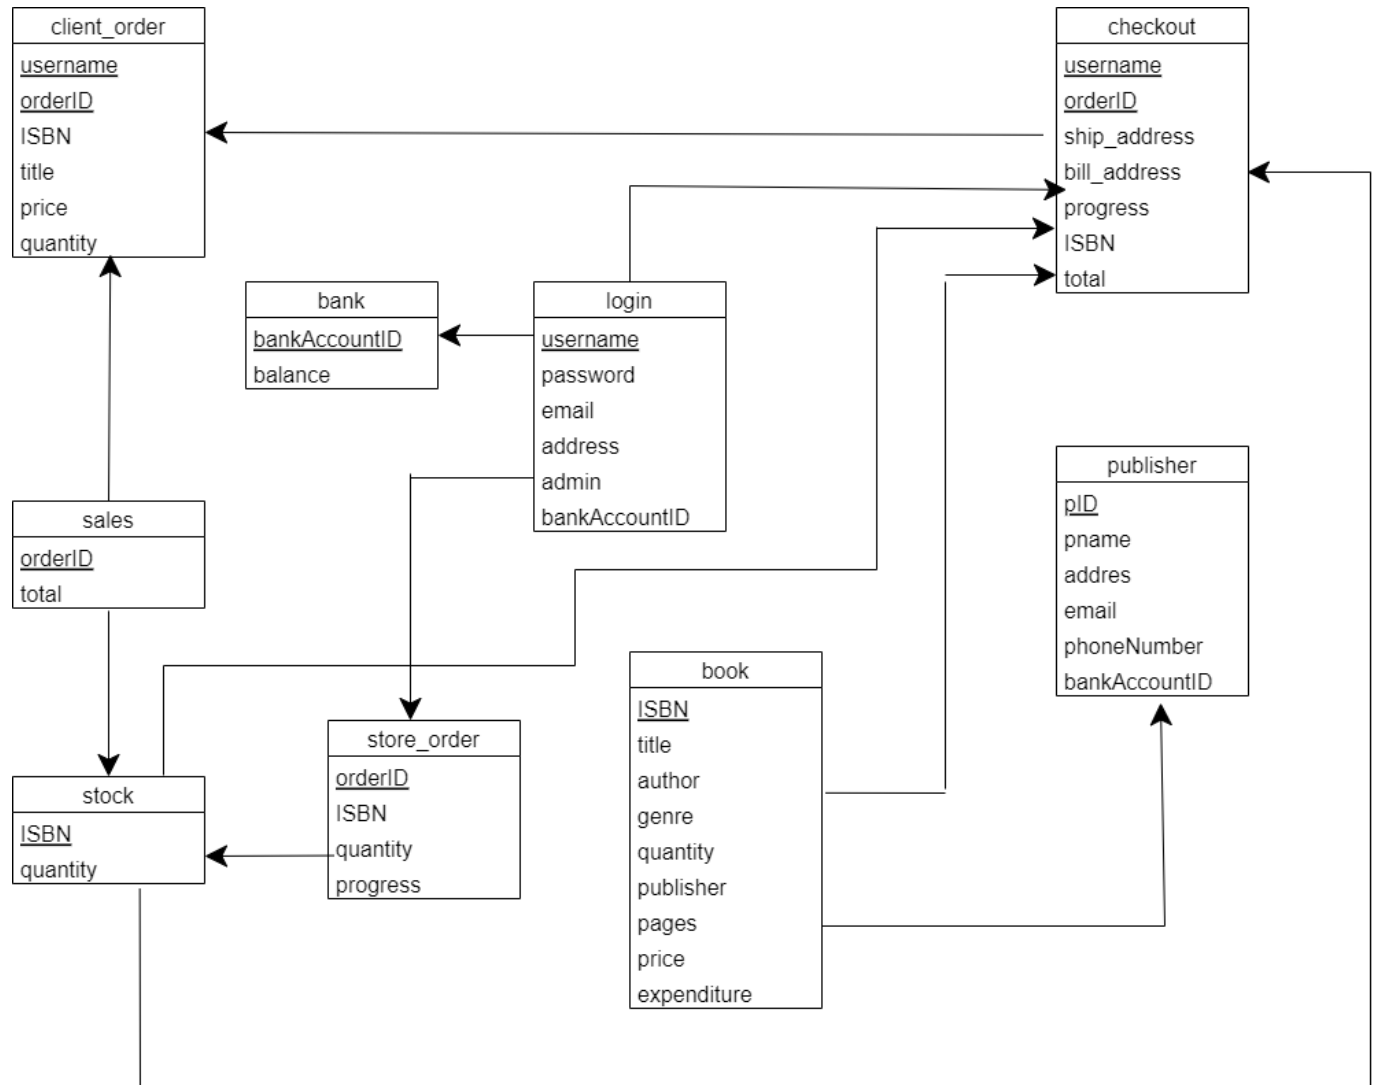 client_order
username
orderID
ISBN
title
price
quantity
checkout
username
orderID
ship_address
bill_address
progress
ISBN
total
bank
bankAccountID
balance
login
username
password
email
address
admin
bankAccountID
publisher
pID
pname
addres
email
phoneNumber
bankAccountID
sales
orderID
total
book
ISBN
title
author
genre
quantity
publisher
pages
price
expenditure
store_order
orderID
ISBN
quantity
progress
stock
ISBN
quantity